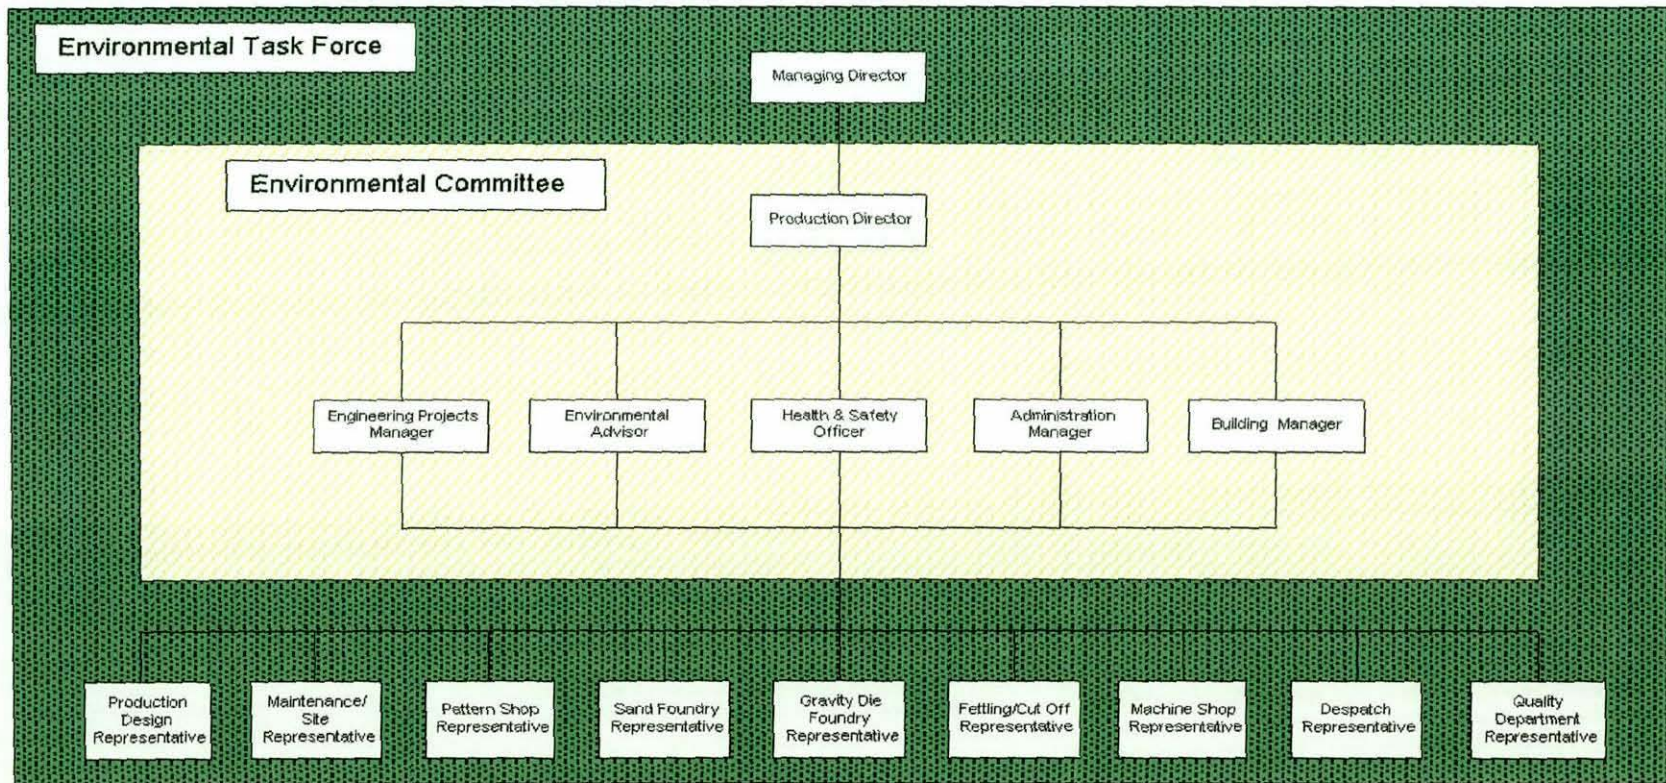 Environmental Task Force
Managing Director
Environmental Committee
Production Director
Engineering Projects
Manager
Environmental
Advisor
Health & Safety
Officer
Administration
Manager
Building Manager
Production
Design
Representative
Maintenance/
Site
Representative
Pattern Shop
Representative
Sand Foundry
Representative
Gravity Die
Foundry
Representative
Fettling/Cut Off
Representative
Machine Shop
Representative
Despatch
Representative
Quality
Department
Representative